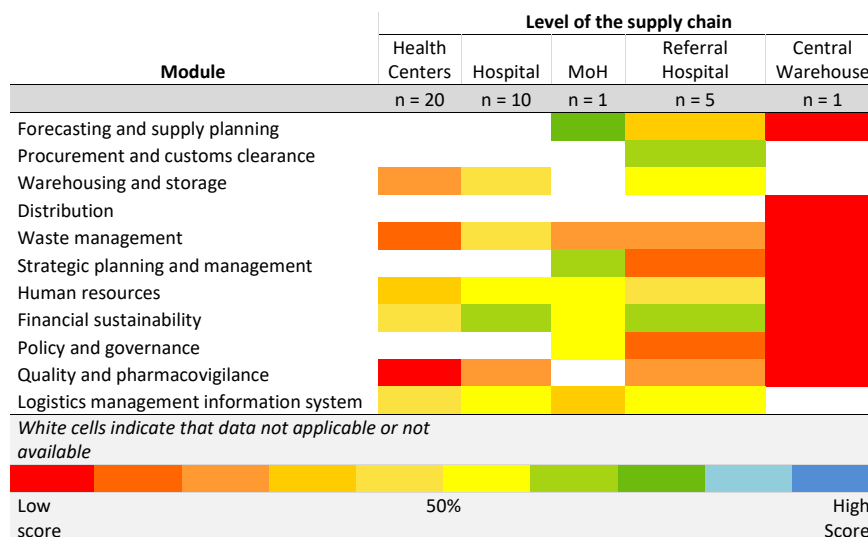 Level of the supply chain
Module
Health Centers
Hospital
MoH
Referral Hospital
Central Warehouse
n = 20 n = 10 n = 1 n = 5 n = 1
Forecasting and supply planning
Procurement and customs clearance
Warehousing and storage
Distribution
Waste management
Strategic planning and management
Human resources
Financial sustainability
Policy and governance
Quality and pharmacovigilance
Logistics management information system
White cells indicate that data not applicable or not
available
Low score
50%
High Score